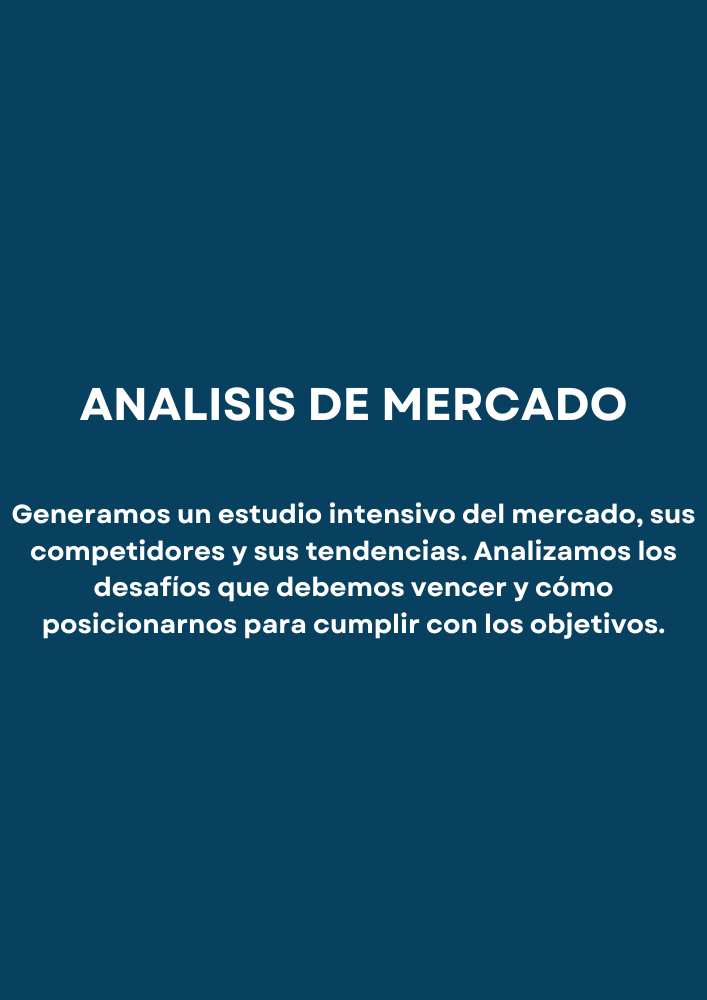 ANALISIS DE MERCADO
Generamos un estudio intensivo del mercado, sus
competidores y sus tendencias. Analizamos los
desafíos que debemos vencer y cómo
posicionarnos para cumplir con los objetivos.